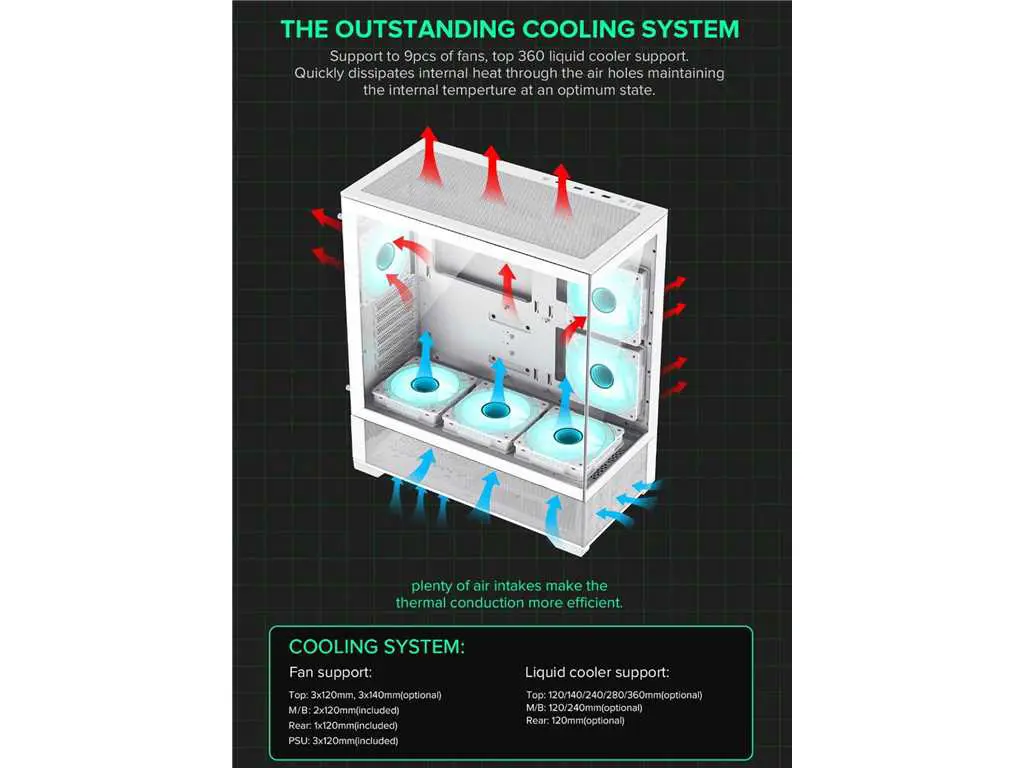 THE OUTSTANDING COOLING SYSTEM
Support to 9pcs of fans, top 360 liquid cooler support.
Quickly dissipates internal heat through the air holes maintaining
the internal temperture at an optimum state.
plenty of air intakes make the
thermal conduction more efficient.
COOLING SYSTEM:
Fan support:
Top: 3x120mm, 3x140mm(optional)
M/B: 2x120mm(included)
Rear: 1x120mm(included)
PSU: 3x120mm(included)
Liquid cooler support:
Top: 120/140/240/280/360mm(optional)
M/B: 120/240mm(optional)
Rear: 120mm(optional)